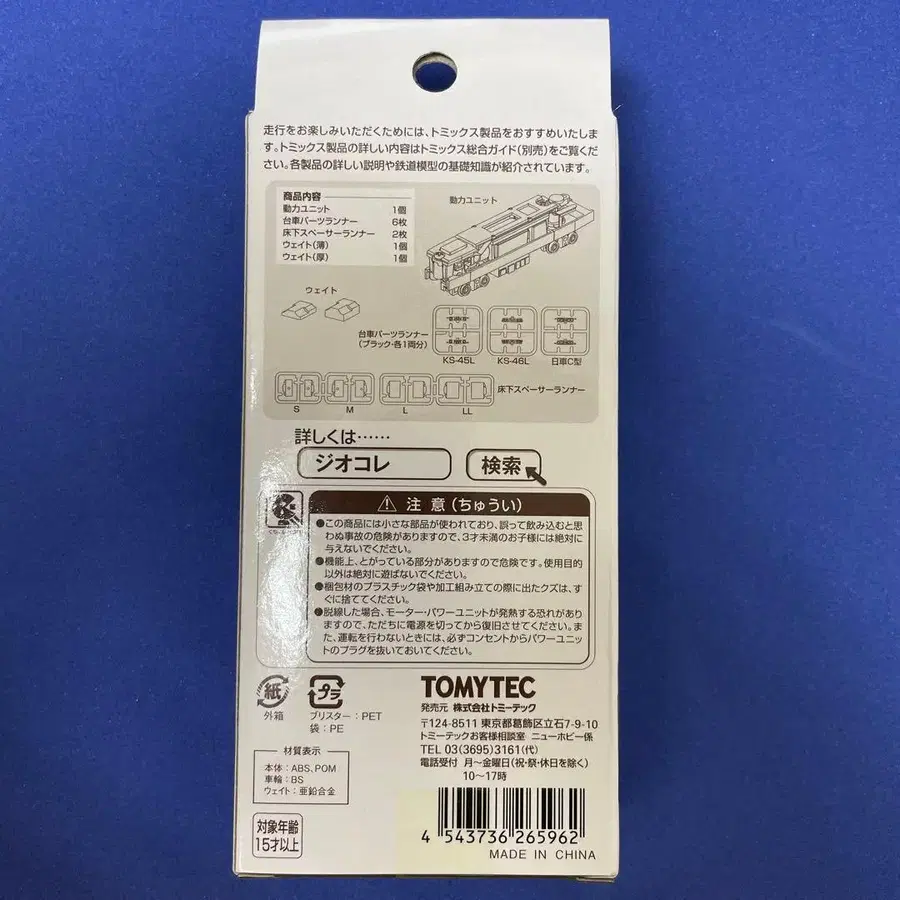 走行をお楽しみいただくためには、トミックス製品をおすすめいたしま
す。トミックス製品の詳しい内容はトミックス総合ガイド(別売)をご覧くだ
さい。各製品の詳しい説明や鉄道模型の基礎知識が紹介されています。
商品内容
動力ユニット 1個
台車パーツランナー 6枚
床下スペーサーランナー 2枚
ウェイト(薄) 1個
ウェイト(厚) 1個
動力ユニット
ウェイト
台車パーツランナー
(ブラック・各1両分)
KS-45L
KS-46L
日車C型
S
M
L
LL
床下スペーサーランナー
詳しくは……
ジオコレ
検索
注意(ちゅうい)
●この商品には小さな部品が使われており、誤って飲み込むと思
わぬ事故の危険がありますので、3才未満のお子様には絶対に
与えないでください。
●機能上、とがっている部分がありますので危険です。使用目的
以外は絶対に遊ばないでください。
●梱包材のプラスチック袋や加工組み立ての際に出たクズは、す
ぐに捨ててください。
●脱線した場合、モーター・パワーユニットが発熱する恐れがあり
ますので、ただちに電源を切ってから復旧させてください。ま
た、運転を行わないときには、必ずコンセントからパワーユニッ
トのプラグを抜いておいてください。
紙
外箱
プラ
ブリスター:PET
袋:PE
材質表示
本体:ABS、POM
車輪:BS
ウェイト:亜鉛合金
対象年齢
15才以上
TOMYTEC
発売元 株式会社トミーテック
〒124-8511 東京都葛飾区立石7-9-10
トミーテックお客様相談室 ニューホビー係
TEL 03(3695)3161(代)
電話受付 月〜金曜日(祝・祭・休日を除く)
10〜17時
4 543736 265962
MADE IN CHINA